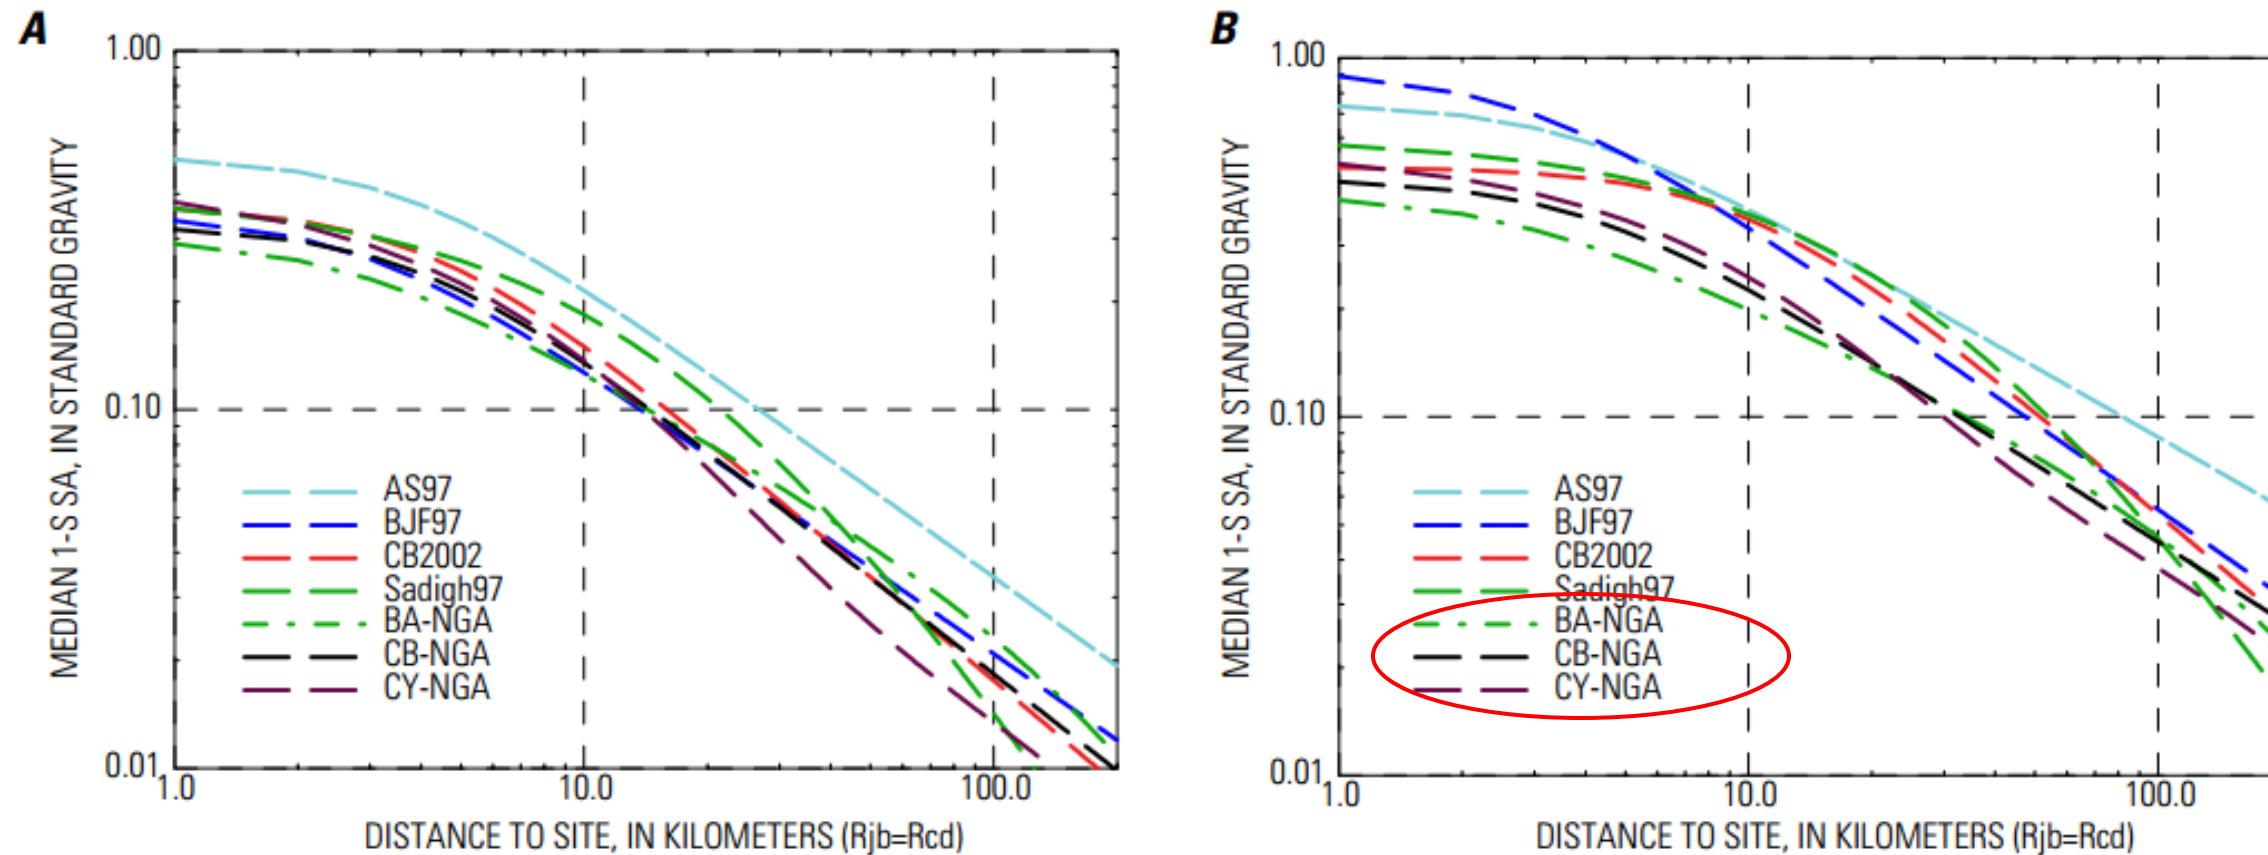 A
1.00
0.10
0.01
MEDIAN 1-S SA, IN STANDARD GRAVITY
AS97
BJF97
CB2002
Sadigh97
BA-NGA
CB-NGA
CY-NGA
1.0
10.0
100.0
DISTANCE TO SITE, IN KILOMETERS (Rjb=Rcd)
B
1.00
0.10
0.01
MEDIAN 1-S SA, IN STANDARD GRAVITY
AS97
BJF97
CB2002
Sadigh97
BA-NGA
CB-NGA
CY-NGA
1.0
10.0
100.0
DISTANCE TO SITE, IN KILOMETERS (Rjb=Rcd)